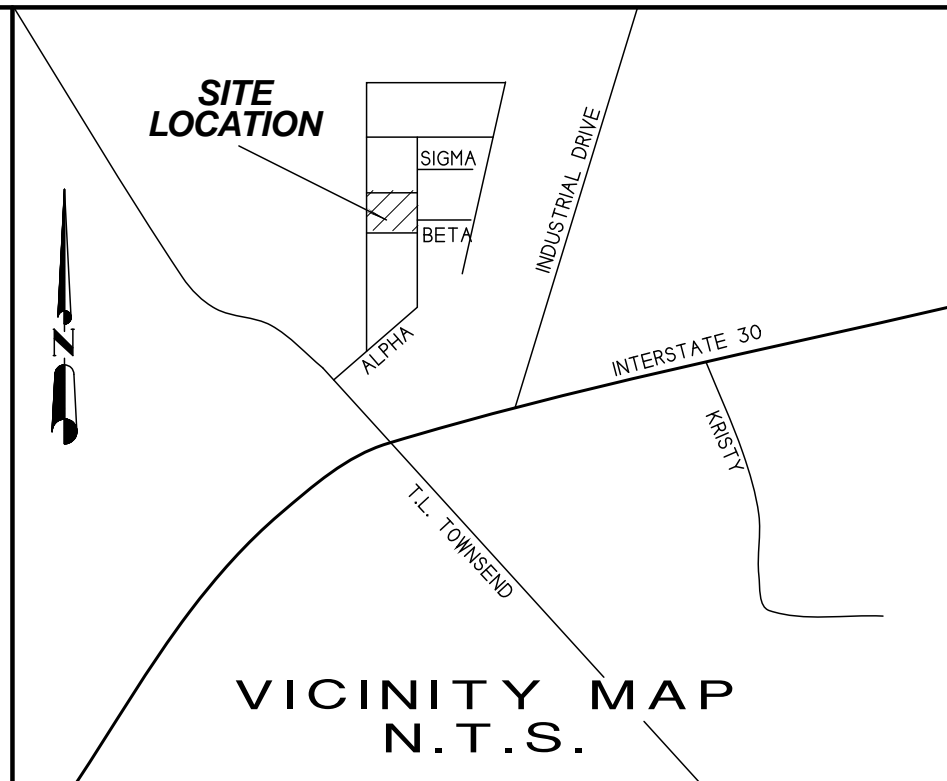 SITE
LOCATION
SIGMA
BETA
INDUSTRIAL DRIVE
N
ALPHA
INTERSTATE 30
KRISTY
T.L. TOWNSEND
VICINITY MAP
N.T.S.